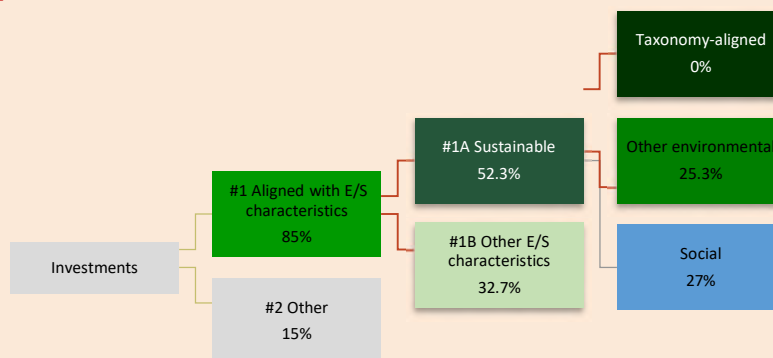 Taxonomy-aligned
0%
#1A Sustainable
52.3%
Other environmental
25.3%
#1 Aligned with E/S
characteristics
85%
#1B Other E/S
characteristics
32.7%
Social
27%
Investments
#2 Other
15%